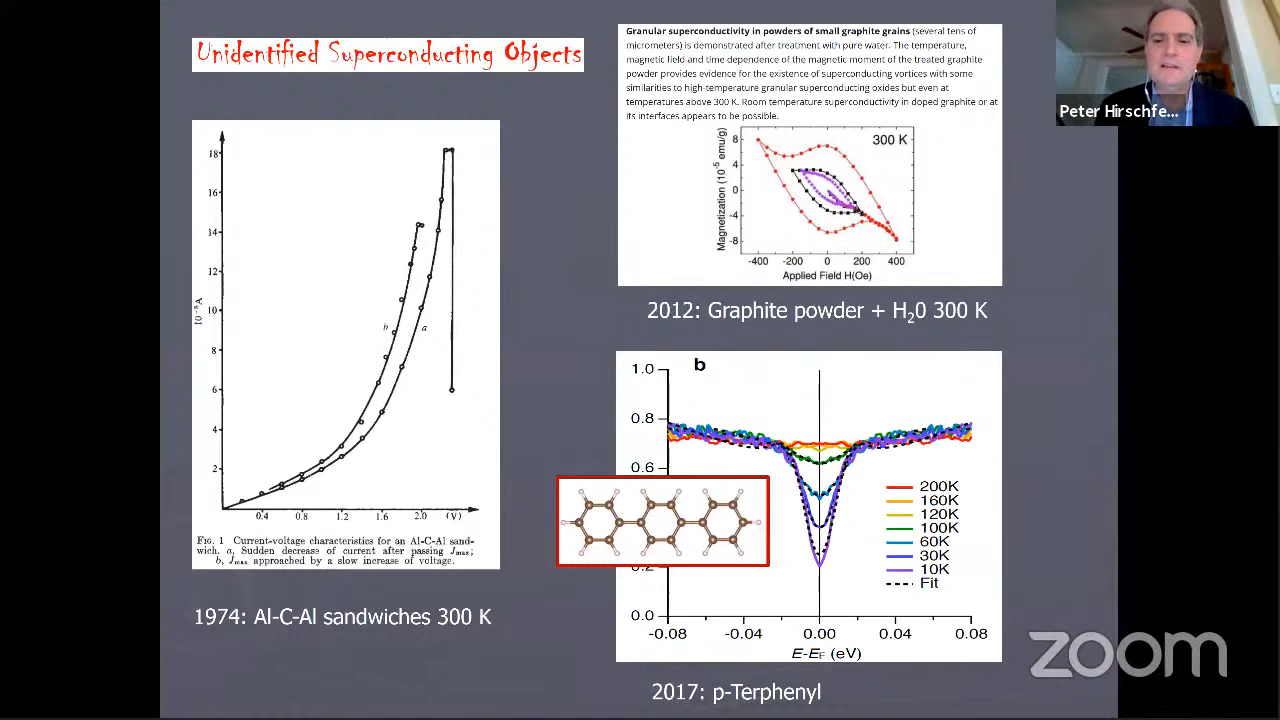 Unidentified Superconducting Objects
Granular superconductivity in powders of small graphite grains (several tens of
micrometers) is demonstrated after treatment with pure water. The temperature,
magnetic field and time dependence of the magnetic moment of the treated graphite
powder provides evidence for the existence of superconducting vortices with some
similarities to high-temperature granular superconducting oxides but even at
temperatures above 300 K. Room temperature superconductivity in doped graphite or at
its interfaces appears to be possible.
Peter Hirschfe...
18
16
14
12
10
8
6
4
2
10⁻³A
b
a
0.4 0.8 1.2 1.6 2.0 (V)
FIG. 1 Current-voltage characteristics for an Al-C-Al sand-
wich. a, Sudden decrease of current after passing Jmax;
b, Jmax approached by a slow increase of voltage.
1974: Al-C-Al sandwiches 300 K
300 K
Magnetization (10⁻⁵ emu/g)
8
4
0
-4
-8
-400 -200 0 200 400
Applied Field H(Oe)
2012: Graphite powder + H₂0 300 K
b
1.0
0.8
0.6
0.2
0.0
200K
160K
120K
100K
60K
30K
10K
Fit
-0.08 -0.04 0.00 0.04 0.08
E-EF (eV)
2017: p-Terphenyl
zoom